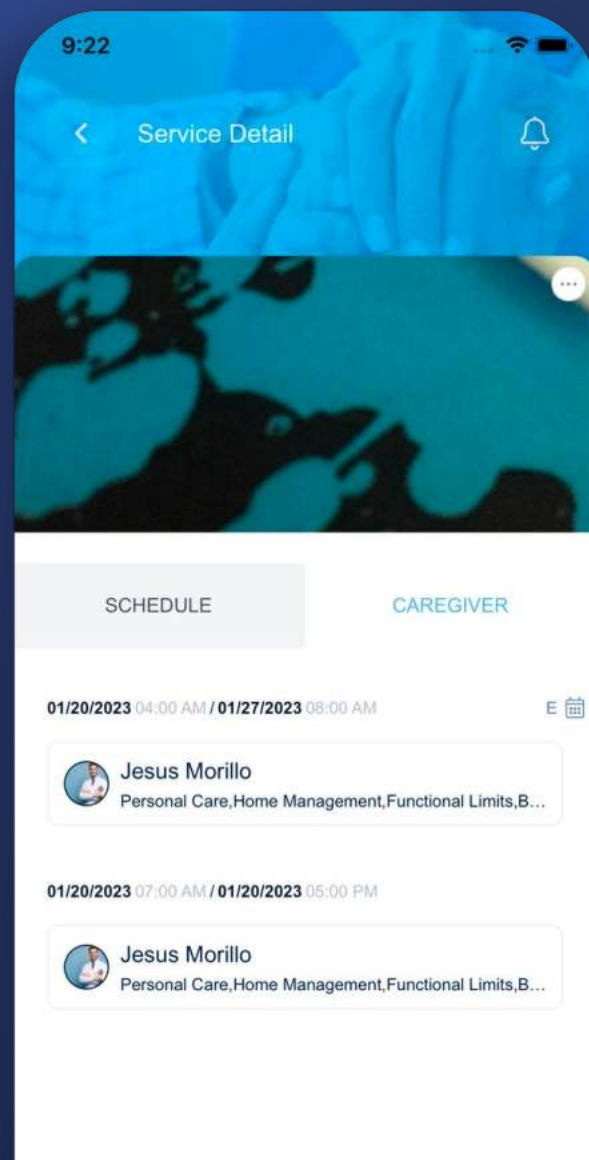 9:22
Service Detail
SCHEDULE
CAREGIVER
01/20/2023 04:00 AM / 01/27/2023 08:00 AM E
Jesus Morillo
Personal Care,Home Management,Functional Limits,B...
01/20/2023 07:00 AM / 01/20/2023 05:00 PM
Jesus Morillo
Personal Care,Home Management,Functional Limits,B...